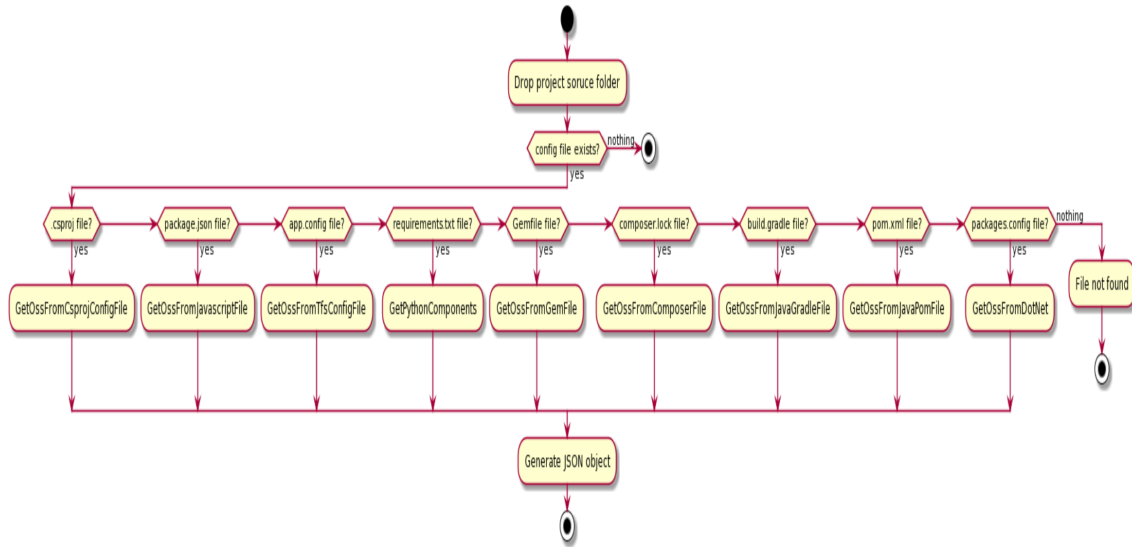 Drop project soruce folder
config file exists?
nothing
yes
.csproj file?
package.json file?
app.config file?
requirements.txt file?
Gemfile file?
composer.lock file?
build.gradle file?
pom.xml file?
packages.config file?
nothing
yes
yes
yes
yes
yes
yes
yes
yes
yes
GetOssFromCsprojConfigFile
GetOssFromJavascriptFile
GetOssFromTfsConfigFile
GetPythonComponents
GetOssFromGemFile
GetOssFromComposerFile
GetOssFromJavaGradleFile
GetOssFromJavaPomFile
GetOssFromDotNet
File not found
Generate JSON object